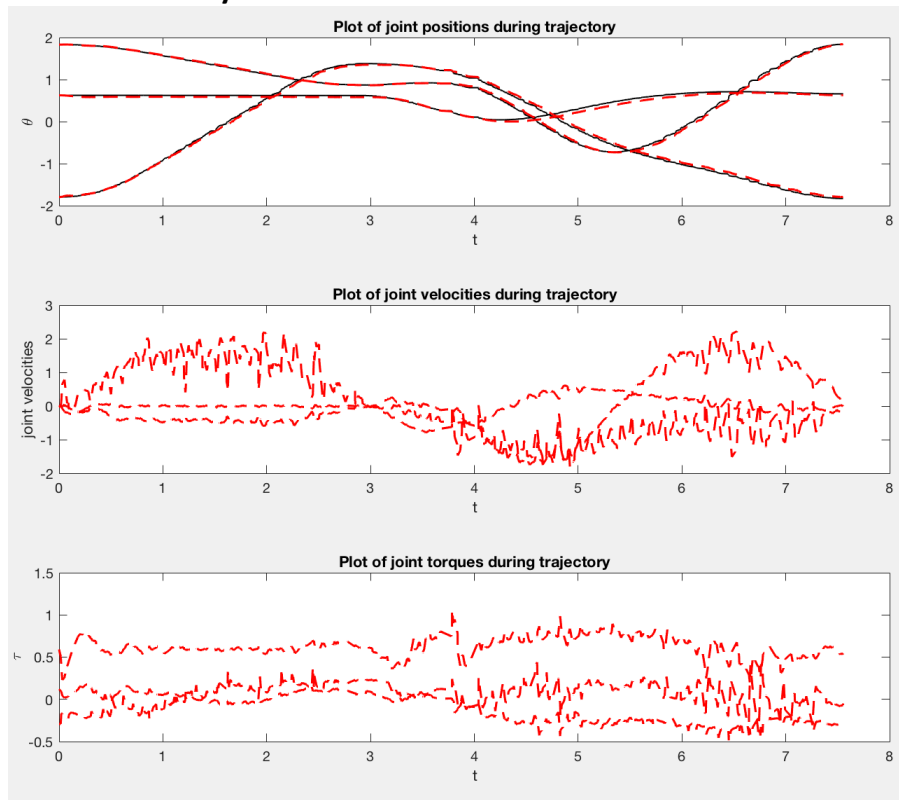 y
Plot of joint positions during trajectory
2
1
0
-1
-2
θ
0 1 2 3 4 5 6 7 8
t
Plot of joint velocities during trajectory
3
2
1
0
-1
-2
joint velocities
0 1 2 3 4 5 6 7 8
t
Plot of joint torques during trajectory
1.5
1
0.5
0
-0.5
τ
0 1 2 3 4 5 6 7 8
t